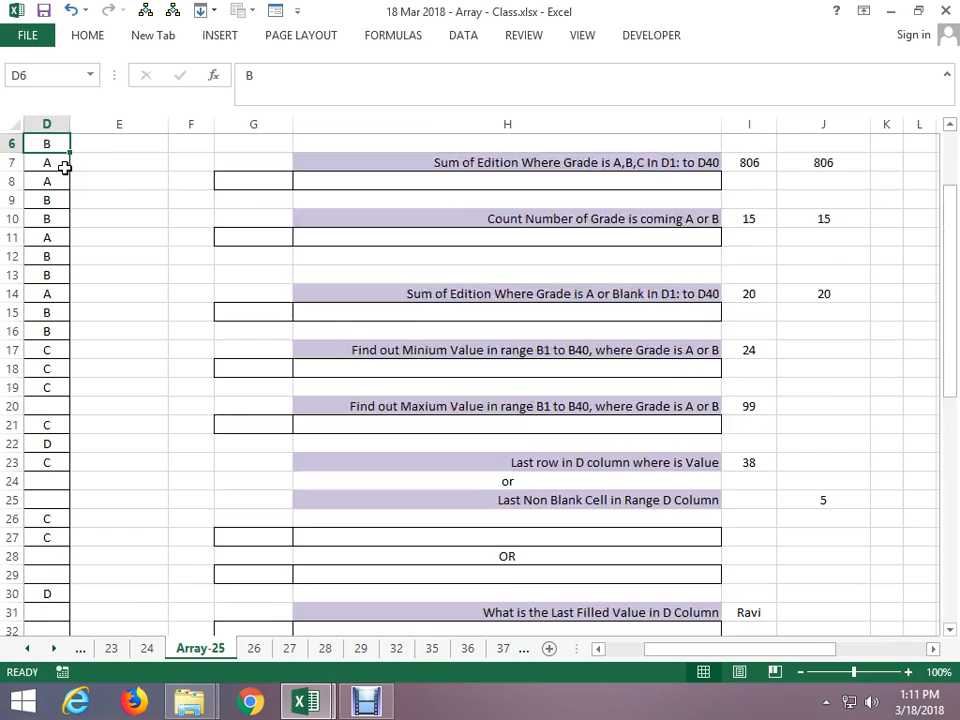 18 Mar 2018 - Array - Class.xlsx - Excel
FILE HOME New Tab INSERT PAGE LAYOUT FORMULAS DATA REVIEW VIEW DEVELOPER Sign in
D6 fx B
D E F G H I J K L
6 B
7 A Sum of Edition Where Grade is A,B,C In D1: to D40 806 806
8 A
9 B
10 B Count Number of Grade is coming A or B 15 15
11 A
12 B
13 B
14 A Sum of Edition Where Grade is A or Blank In D1: to D40 20 20
15 B
16 B
17 C Find out Minium Value in range B1 to B40, where Grade is A or B 24
18 C
19 C
20 Find out Maxium Value in range B1 to B40, where Grade is A or B 99
21 C
22 D
23 C Last row in D column where is Value 38
24 or
25 Last Non Blank Cell in Range D Column 5
26 C
27 C
28 OR
29
30 D
31 What is the Last Filled Value in D Column Ravi
32
... 23 24 Array-25 26 27 28 29 32 35 36 37 ...
READY 100%
1:11 PM
3/18/2018